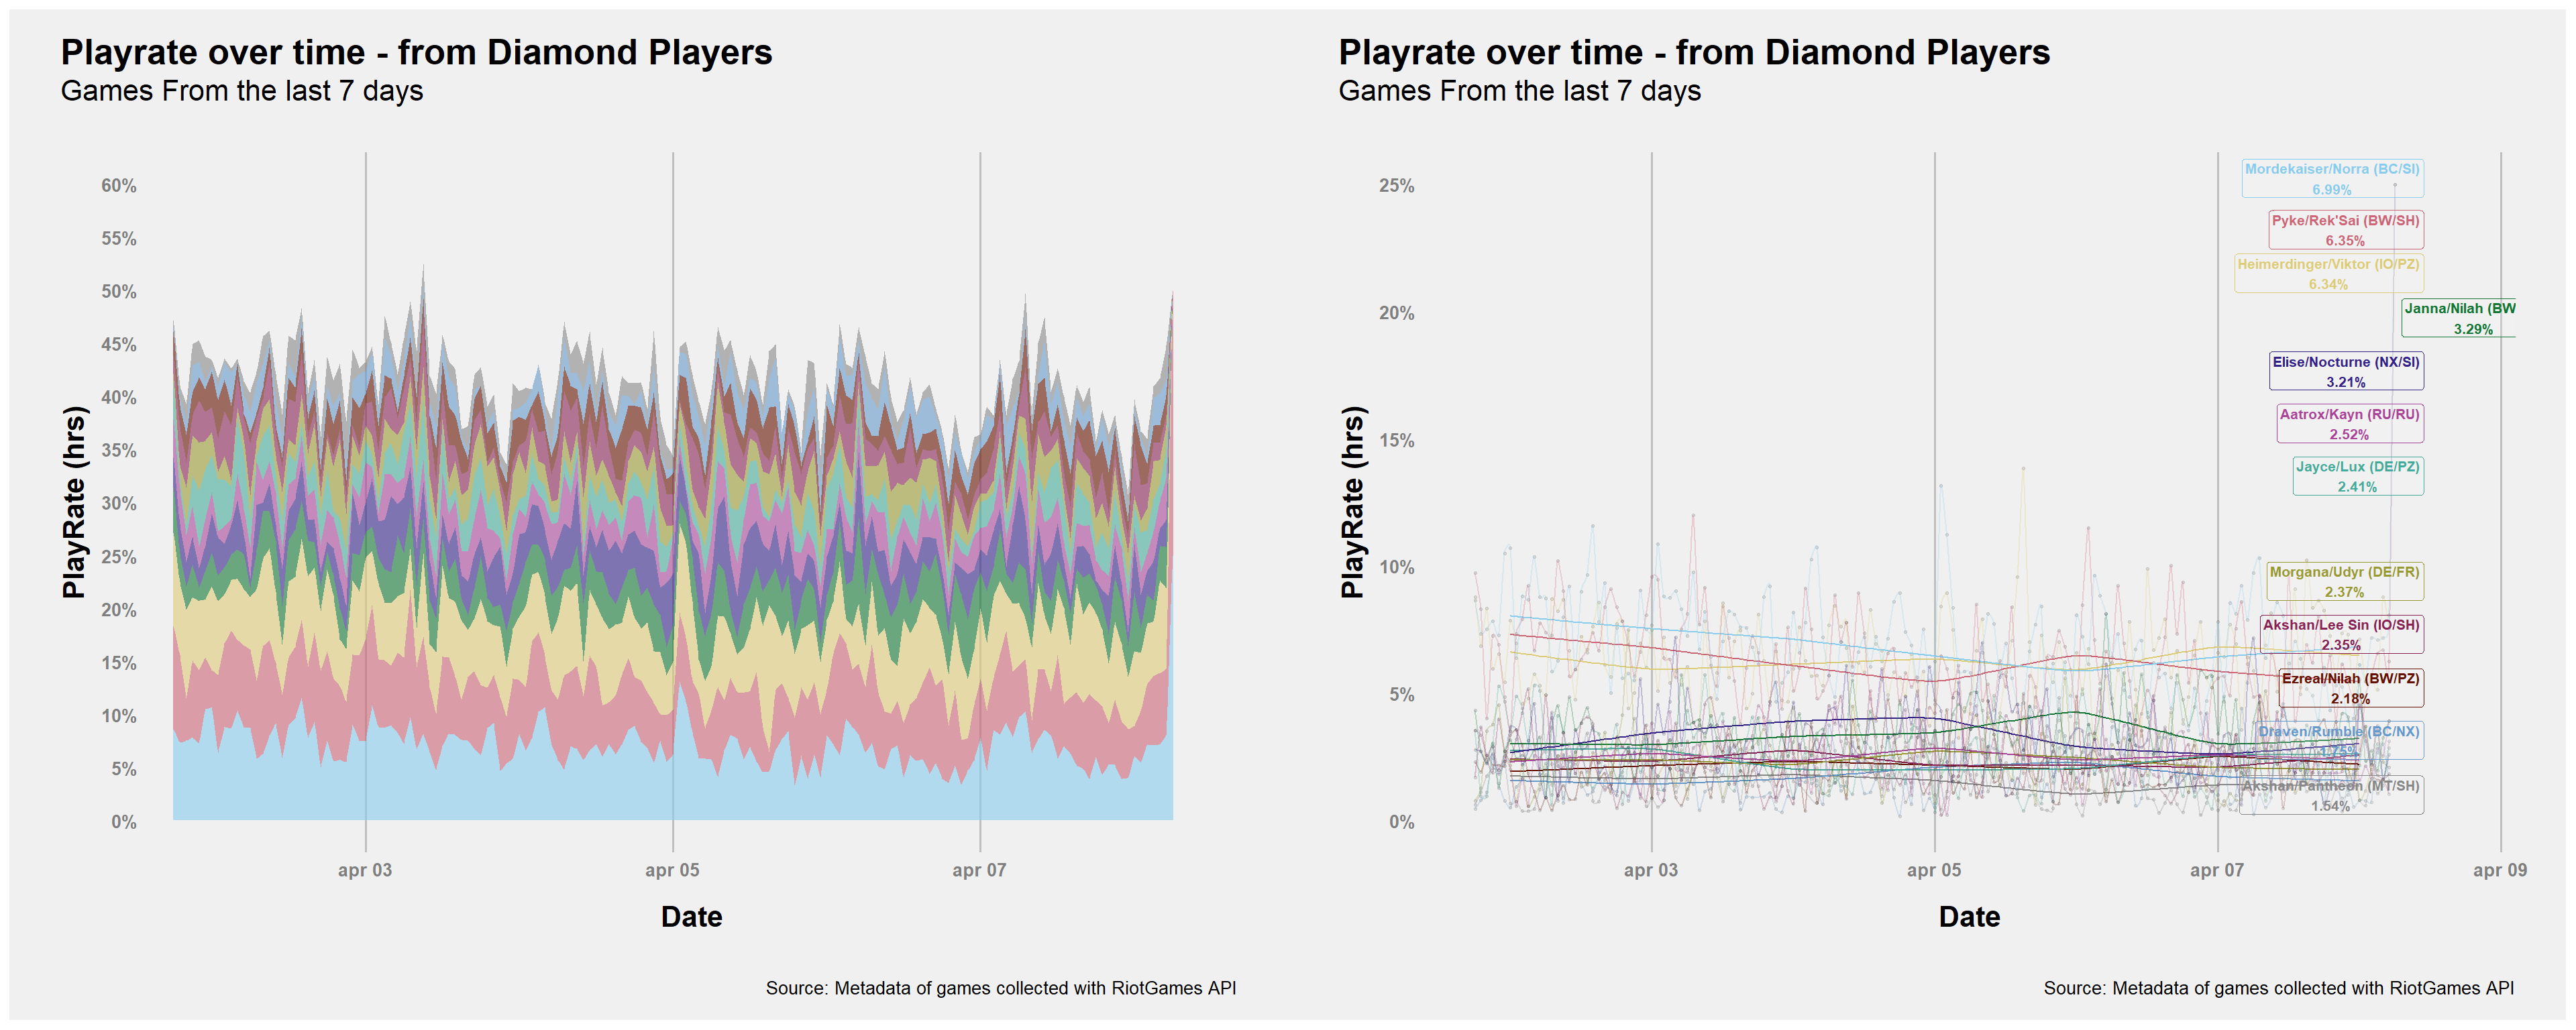 Playrate over time - from Diamond Players
Games From the last 7 days
PlayRate (hrs)
60%
55%
50%
45%
40%
35%
30%
25%
20%
15%
10%
5%
0%
apr 03
apr 05
apr 07
Date
Source: Metadata of games collected with RiotGames API
Playrate over time - from Diamond Players
Games From the last 7 days
PlayRate (hrs)
25%
20%
15%
10%
5%
0%
Mordekaiser/Norra (BC/SI)
6.99%
Pyke/Rek'Sai (BW/SH)
6.35%
Heimerdinger/Viktor (IO/PZ)
6.34%
Janna/Nilah (BW
3.29%
Elise/Nocturne (NX/SI)
3.21%
Aatrox/Kayn (RU/RU)
2.52%
Jayce/Lux (DE/PZ)
2.41%
Morgana/Udyr (DE/FR)
2.37%
Akshan/Lee Sin (IO/SH)
2.35%
Ezreal/Nilah (BW/PZ)
2.18%
Draven/Rumble (BC/NX)
1.75%
Akshan/Pantheon (MT/SH)
1.54%
apr 03
apr 05
apr 07
apr 09
Date
Source: Metadata of games collected with RiotGames API